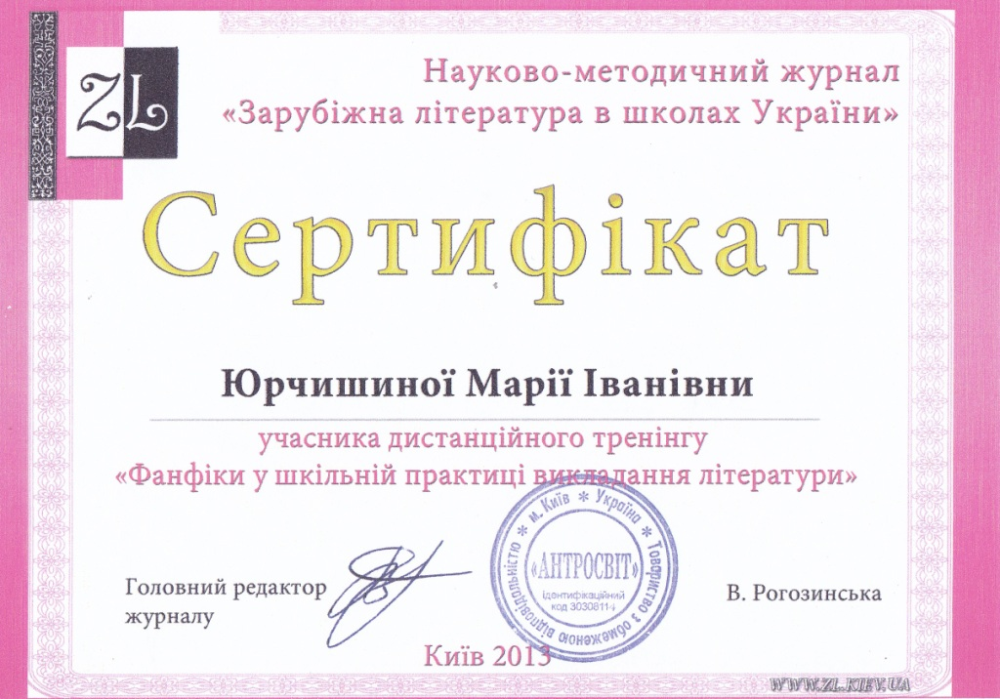 ZL
Науково-методичний журнал
«Зарубіжна література в школах України»
Сертифікат
Юрчишиної Марії Іванівни
учасника дистанційного тренінгу
«Фанфіки у шкільній практиці викладання літератури»
м. Київ * Україна * Товариство з обмеженою відповідальністю *
«АНТРОСВІТ»
ідентифікаційний
код 3030811
Головний редактор
журналу
В. Рогозинська
Київ 2013
WWW.ZL.KIEV.UA